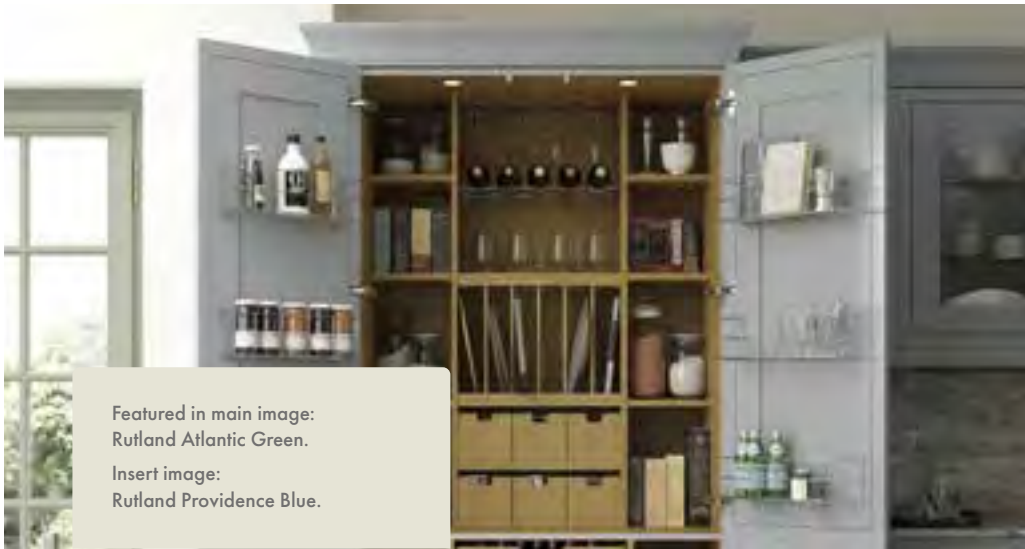 Featured in main image:
Rutland Atlantic Green.
Insert image:
Rutland Providence Blue.